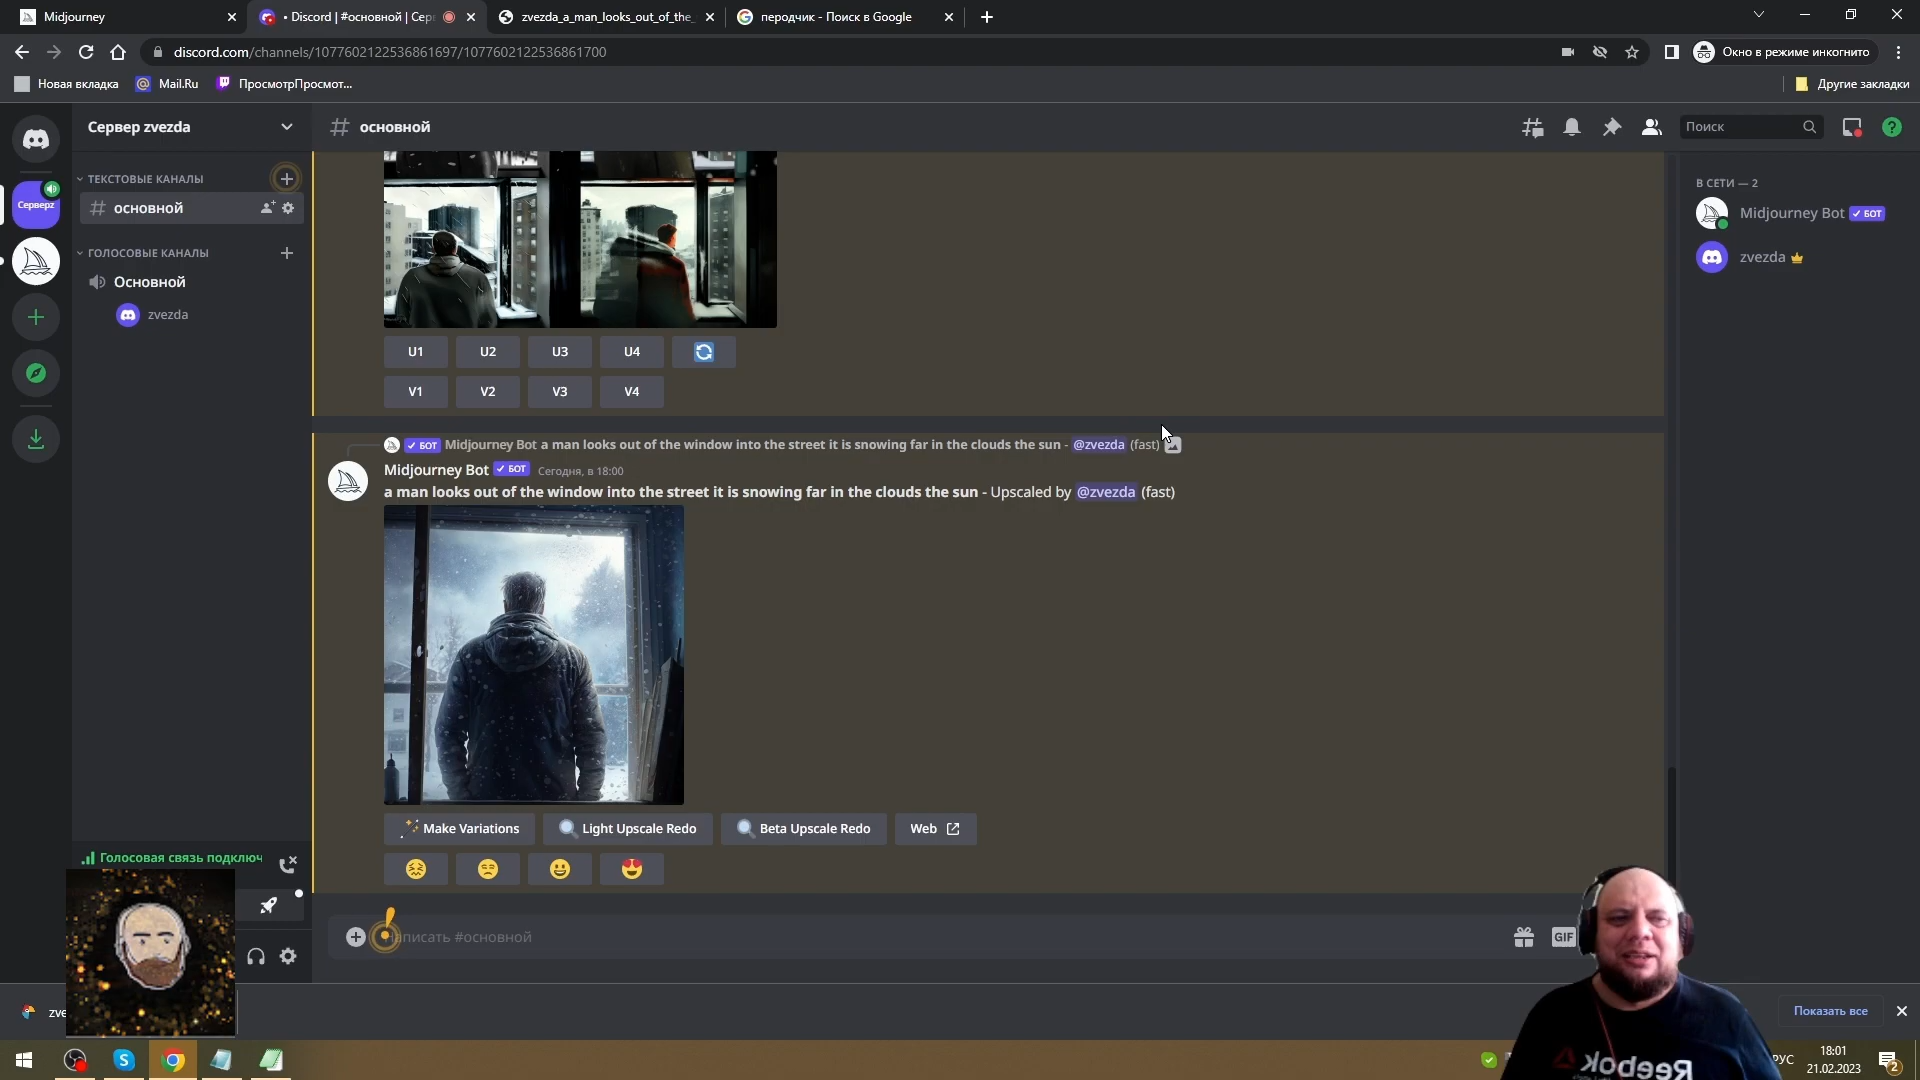 Midjourney
• Discord | #основной | Сер
zvezda_a_man_looks_out_of_the_
перодчик - Поиск в Google
discord.com/channels/1077602122536861697/1077602122536861700
Окно в режиме инкогнито
Новая вкладка
Mail.Ru
ПросмотрПросмот...
Другие закладки
Сервер zvezda
основной
Поиск
ТЕКСТОВЫЕ КАНАЛЫ
основной
ГОЛОСОВЫЕ КАНАЛЫ
Основной
zvezda
Серверz
В СЕТИ — 2
Midjourney Bot БОТ
zvezda
U1 U2 U3 U4
V1 V2 V3 V4
БОТ Midjourney Bot a man looks out of the window into the street it is snowing far in the clouds the sun - @zvezda (fast)
Midjourney Bot БОТ Сегодня, в 18:00
a man looks out of the window into the street it is snowing far in the clouds the sun - Upscaled by @zvezda (fast)
Make Variations Light Upscale Redo Beta Upscale Redo Web
Голосовая связь подключ
написать #основной
GIF
zve
Показать все
Reebok
РУС
18:01
21.02.2023
2